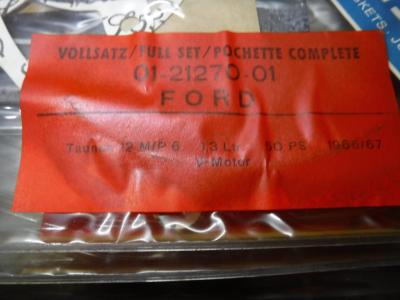 VOLLSATZ/FULL SET/POCHETTE COMPLETE
01-21270-01
FORD
Taunus 12 M/P 6 1,3 Ltr. 50 PS 1966/67
V-Motor